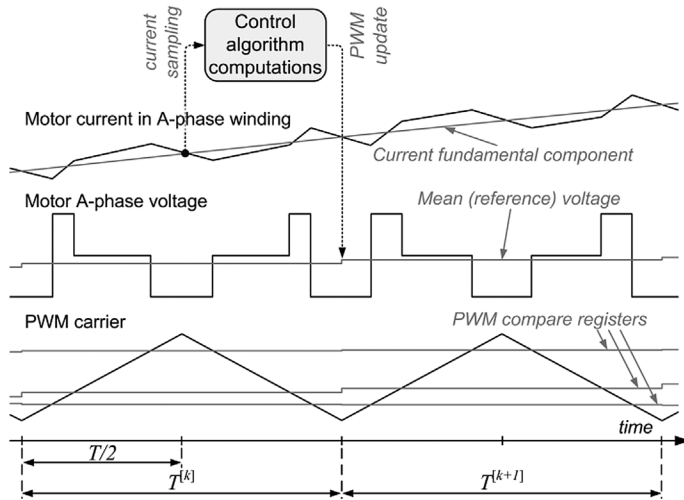 current
sampling
Control
algorithm
computations
PWM
update
Motor current in A-phase winding
Current fundamental component
Motor A-phase voltage
Mean (reference) voltage
PWM carrier
PWM compare registers
time
T/2
T[k]
T[k+1]